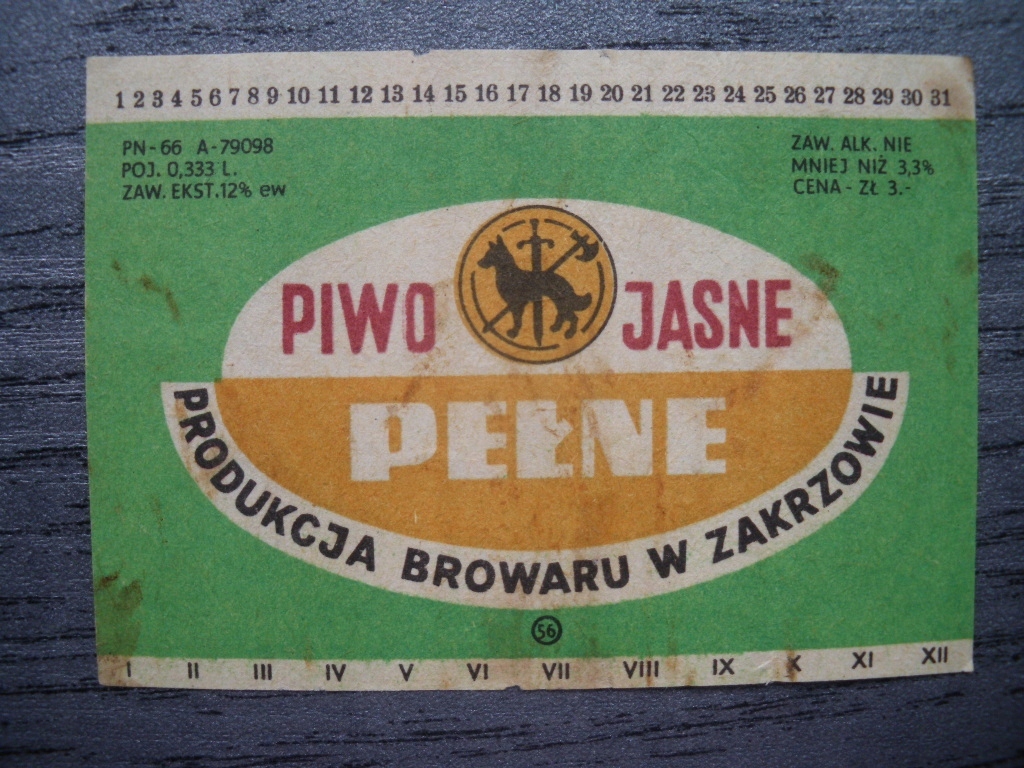 1 2 3 4 5 6 7 8 9 10 11 12 13 14 15 16 17 18 19 20 21 22 23 24 25 26 27 28 29 30 31
PN-66 A-79098
POJ. 0,333 L.
ZAW. EKST.12% ew
ZAW. ALK. NIE
MNIEJ NIŻ 3,3%
CENA - ZŁ 3.-
PIWO JASNE
PEŁNE
PRODUKCJA BROWARU W ZAKRZOWIE
56
I II III IV V VI VII VIII IX X XI XII